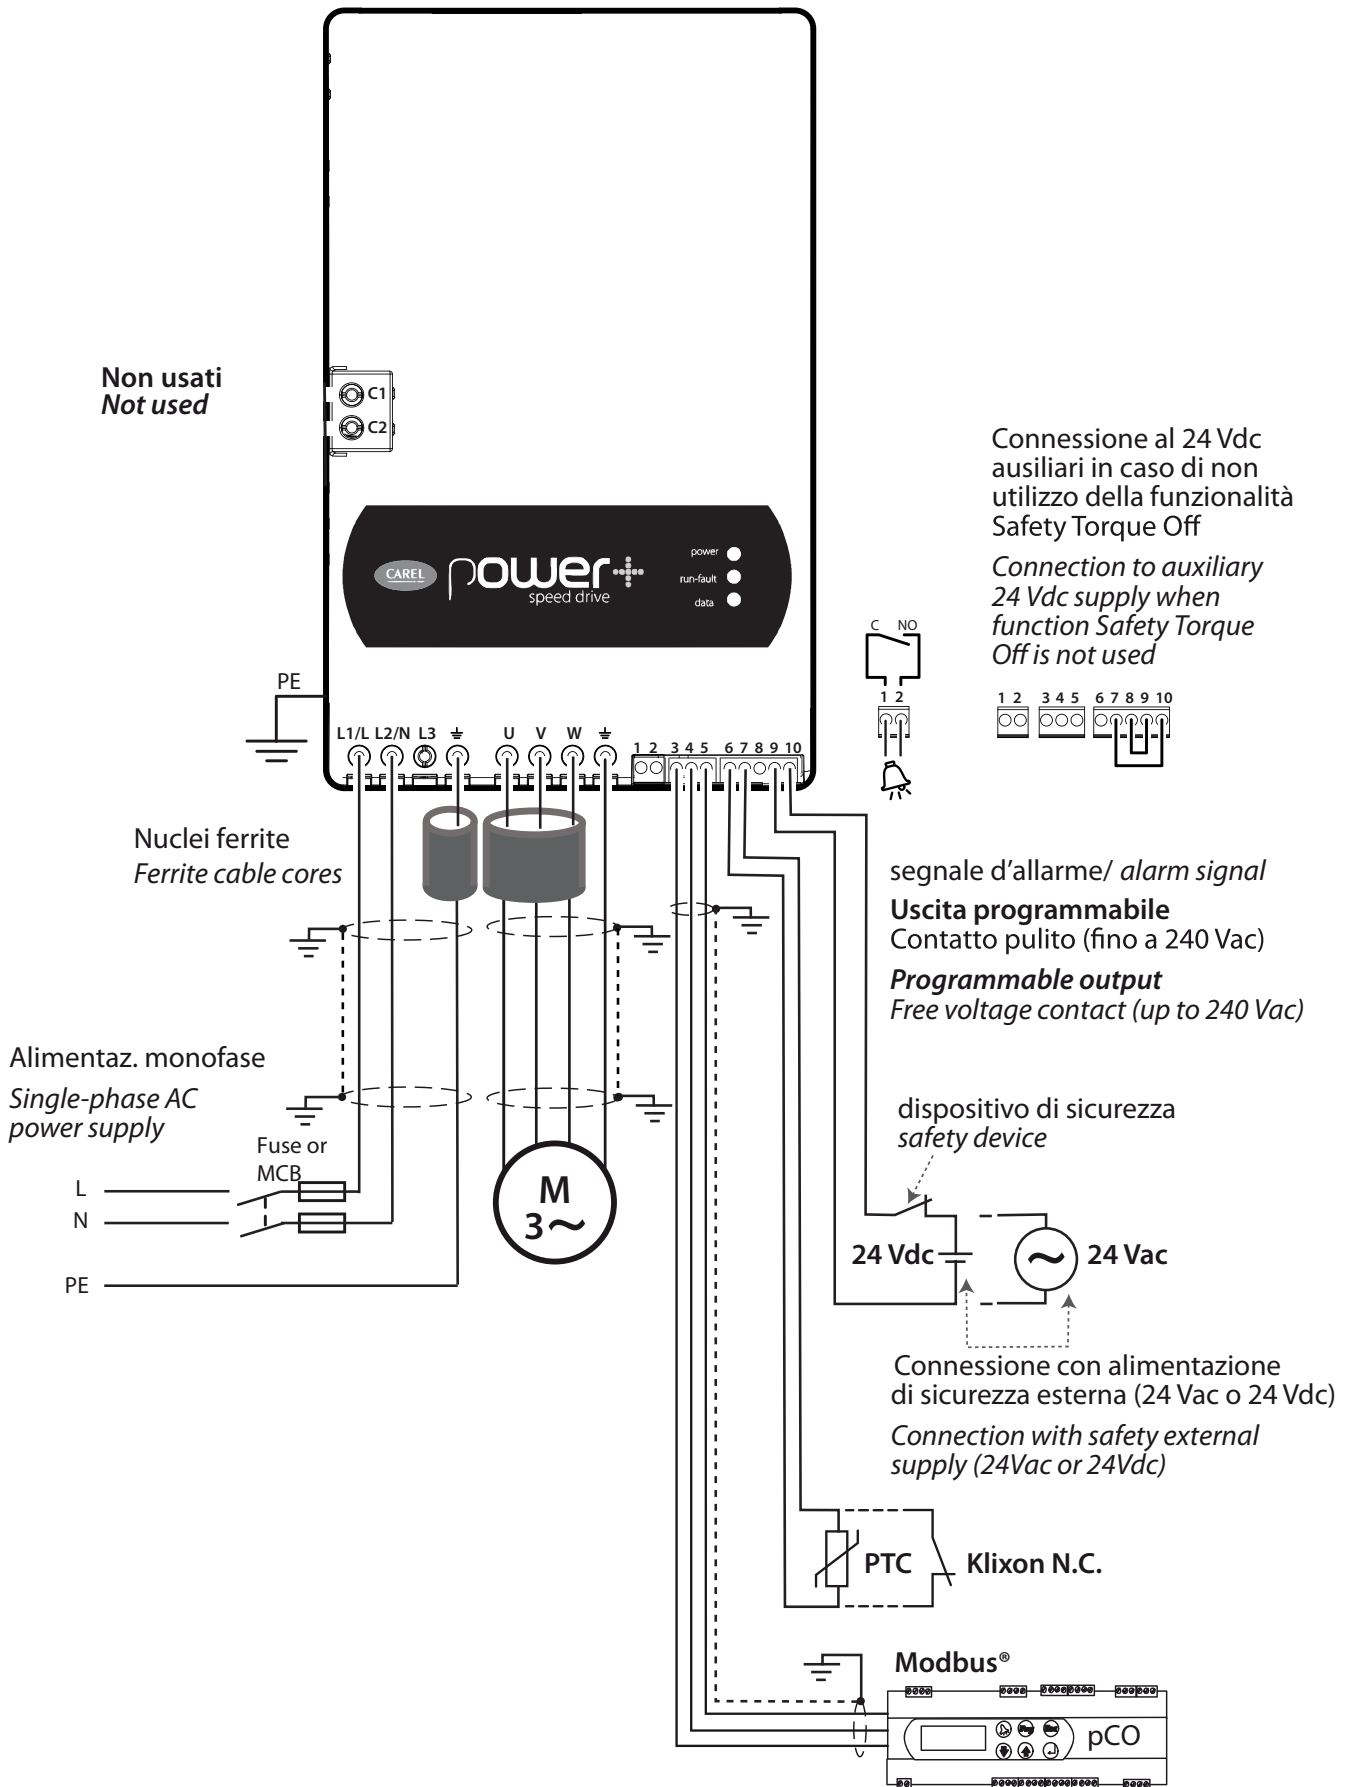 Non usati
Not used
C1
C2
Connessione al 24 Vdc
ausiliari in caso di non
utilizzo della funzionalità
Safety Torque Off
Connection to auxiliary
24 Vdc supply when
function Safety Torque
Off is not used
CAREL
power+
speed drive
power
run-fault
data
C NO
1 2
1 2 3 4 5 6 7 8 9 10
PE
L1/L L2/N L3 U V W
1 2 3 4 5 6 7 8 9 10
Nuclei ferrite
Ferrite cable cores
segnale d'allarme/ alarm signal
Uscita programmabile
Contatto pulito (fino a 240 Vac)
Programmable output
Free voltage contact (up to 240 Vac)
Alimentaz. monofase
Single-phase AC
power supply
Fuse or
MCB
L
N
PE
M
3~
dispositivo di sicurezza
safety device
24 Vdc
~
24 Vac
Connessione con alimentazione
di sicurezza esterna (24 Vac o 24 Vdc)
Connection with safety external
supply (24Vac or 24Vdc)
PTC
Klixon N.C.
Modbus®
Prg
Esc
pCO